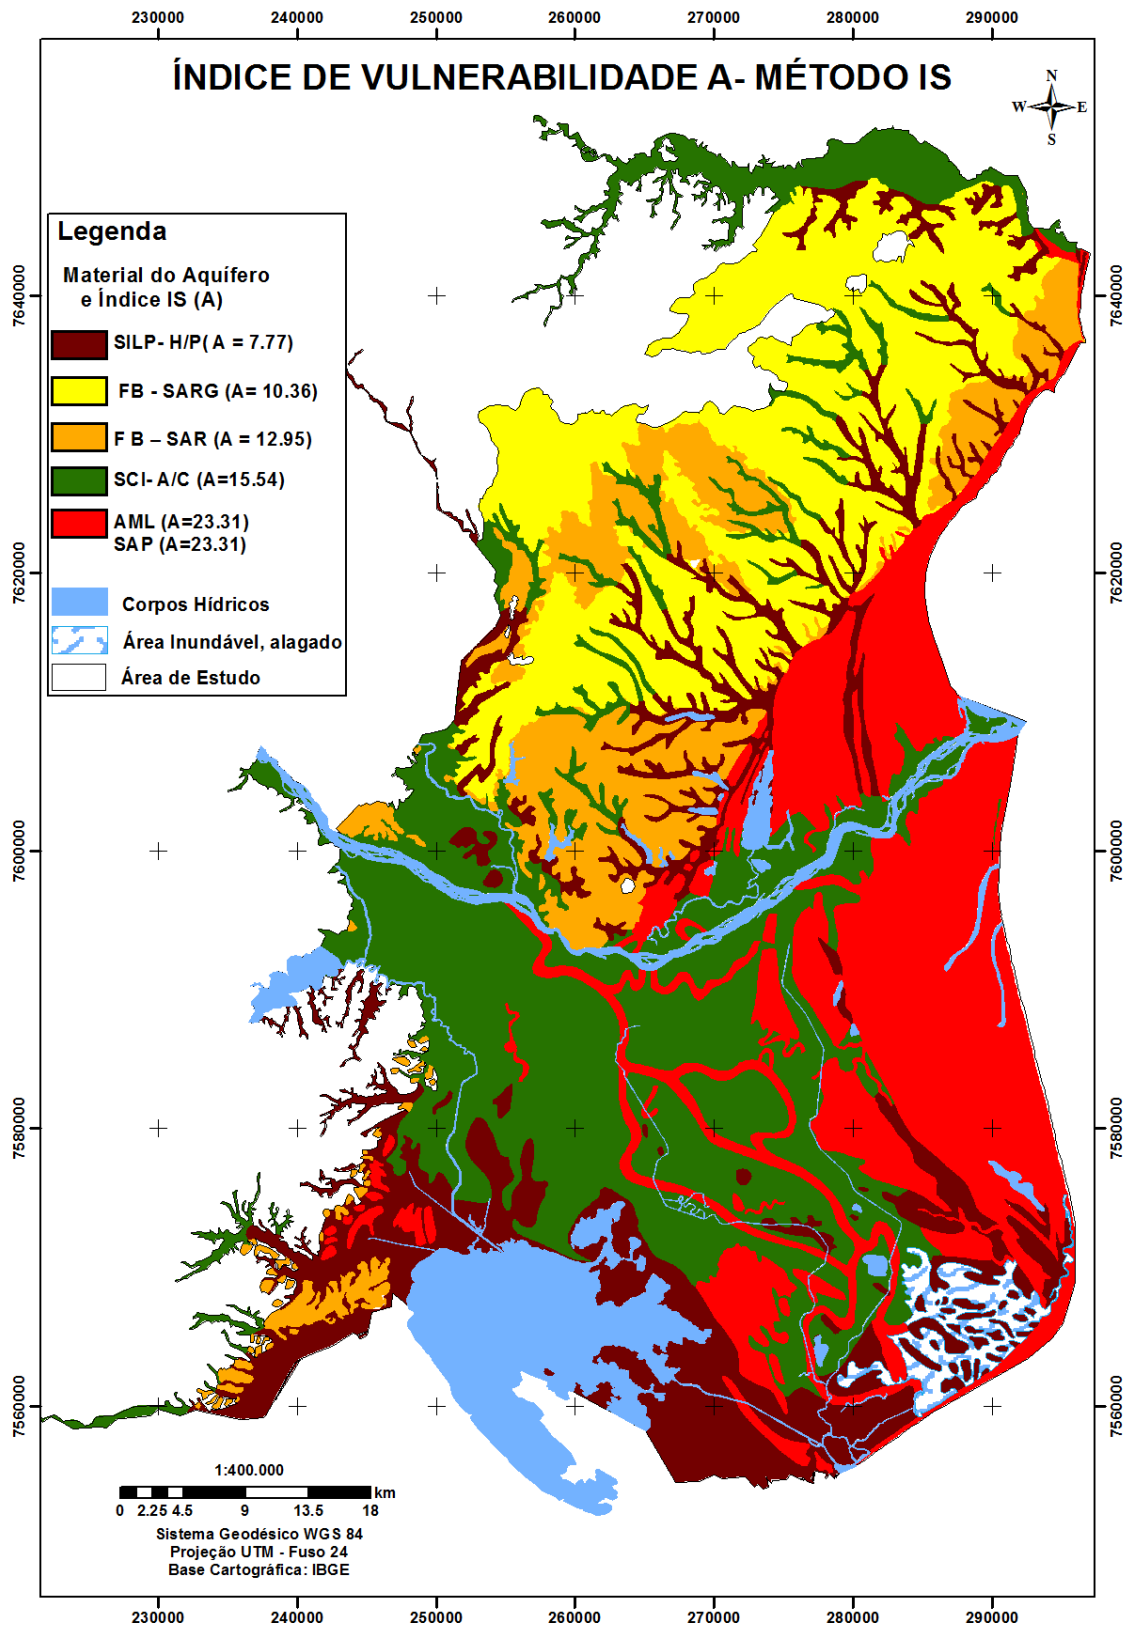 230000 240000 250000 260000 270000 280000 290000
ÍNDICE DE VULNERABILIDADE A- MÉTODO IS
N
W E
S
Legenda
Material do Aquífero
e Índice IS (A)
SILP- H/P( A = 7.77)
FB - SARG (A= 10.36)
F B – SAR (A = 12.95)
SCI- A/C (A=15.54)
AML (A=23.31)
SAP (A=23.31)
Corpos Hídricos
Área Inundável, alagado
Área de Estudo
7640000 7640000
7620000 7620000
7600000 7600000
7580000 7580000
7560000 7560000
1:400.000
km
0 2.25 4.5 9 13.5 18
Sistema Geodésico WGS 84
Projeção UTM - Fuso 24
Base Cartográfica: IBGE
230000 240000 250000 260000 270000 280000 290000